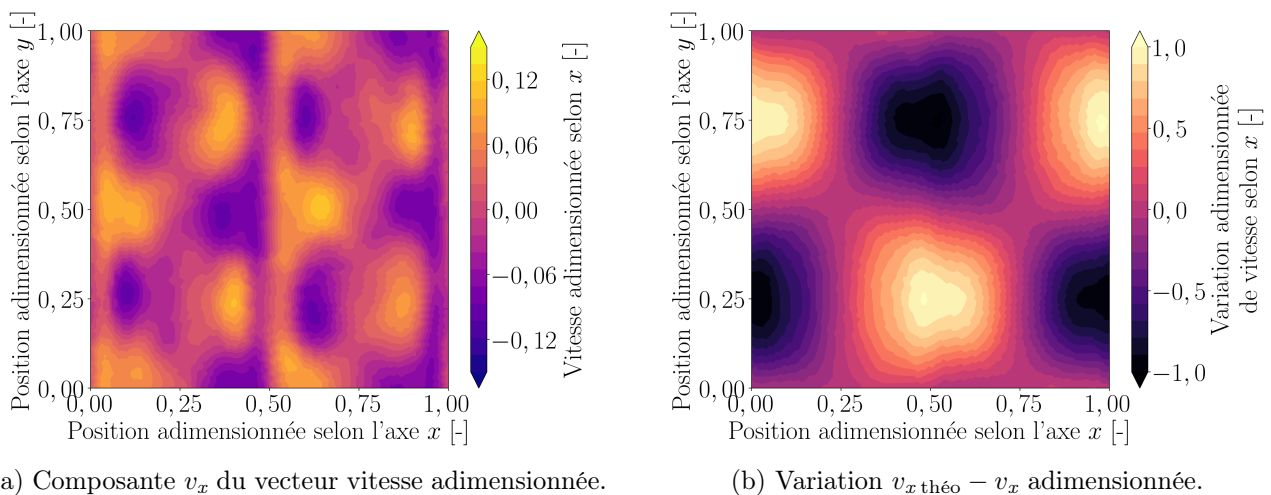 1,00
0,75
0,50
0,25
0,00
Position adimensionnée selon l'axe y [-]
0,00 0,25 0,50 0,75 1,00
Position adimensionnée selon l'axe x [-]
0,12
0,06
0,00
−0,06
−0,12
Vitesse adimensionnée selon x [-]
a) Composante v_x du vecteur vitesse adimensionnée.
1,00
0,75
0,50
0,25
0,00
Position adimensionnée selon l'axe y [-]
0,00 0,25 0,50 0,75 1,00
Position adimensionnée selon l'axe x [-]
1,0
0,5
0,0
−0,5
−1,0
Variation adimensionnée
de vitesse selon x [-]
(b) Variation v_{x théo} − v_x adimensionnée.